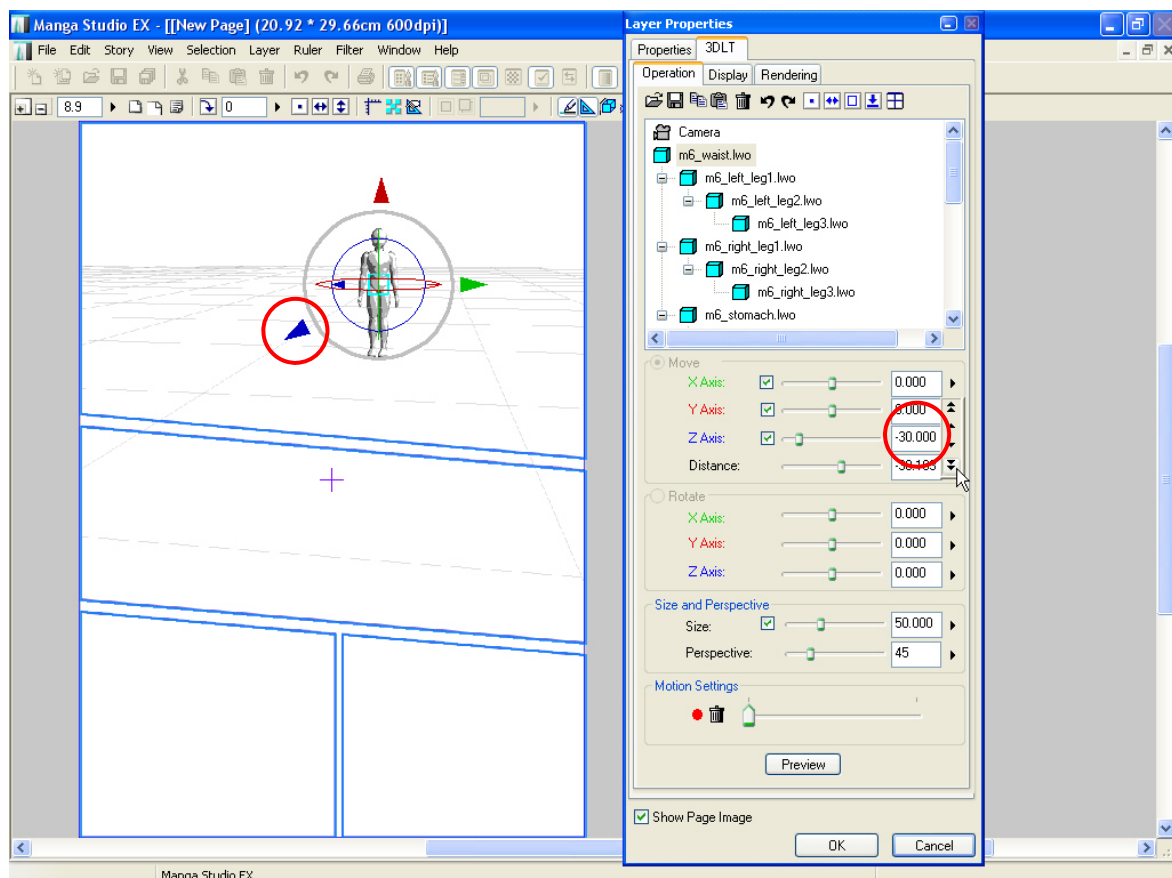 Manga Studio EX - [[New Page] (20.92 * 29.66cm 600dpi)]
File Edit Story View Selection Layer Ruler Filter Window Help
8.9
0
Layer Properties
Properties 3DLT
Operation Display Rendering
Camera
m6_waist.lwo
m6_left_leg1.lwo
m6_left_leg2.lwo
m6_left_leg3.lwo
m6_right_leg1.lwo
m6_right_leg2.lwo
m6_right_leg3.lwo
m6_stomach.lwo
Move
X Axis: 0.000
Y Axis: 0.000
Z Axis: -30.000
Distance:
Rotate
X Axis: 0.000
Y Axis: 0.000
Z Axis: 0.000
Size and Perspective
Size: 50.000
Perspective: 45
Motion Settings
Preview
Show Page Image
OK Cancel
Manga Studio EX